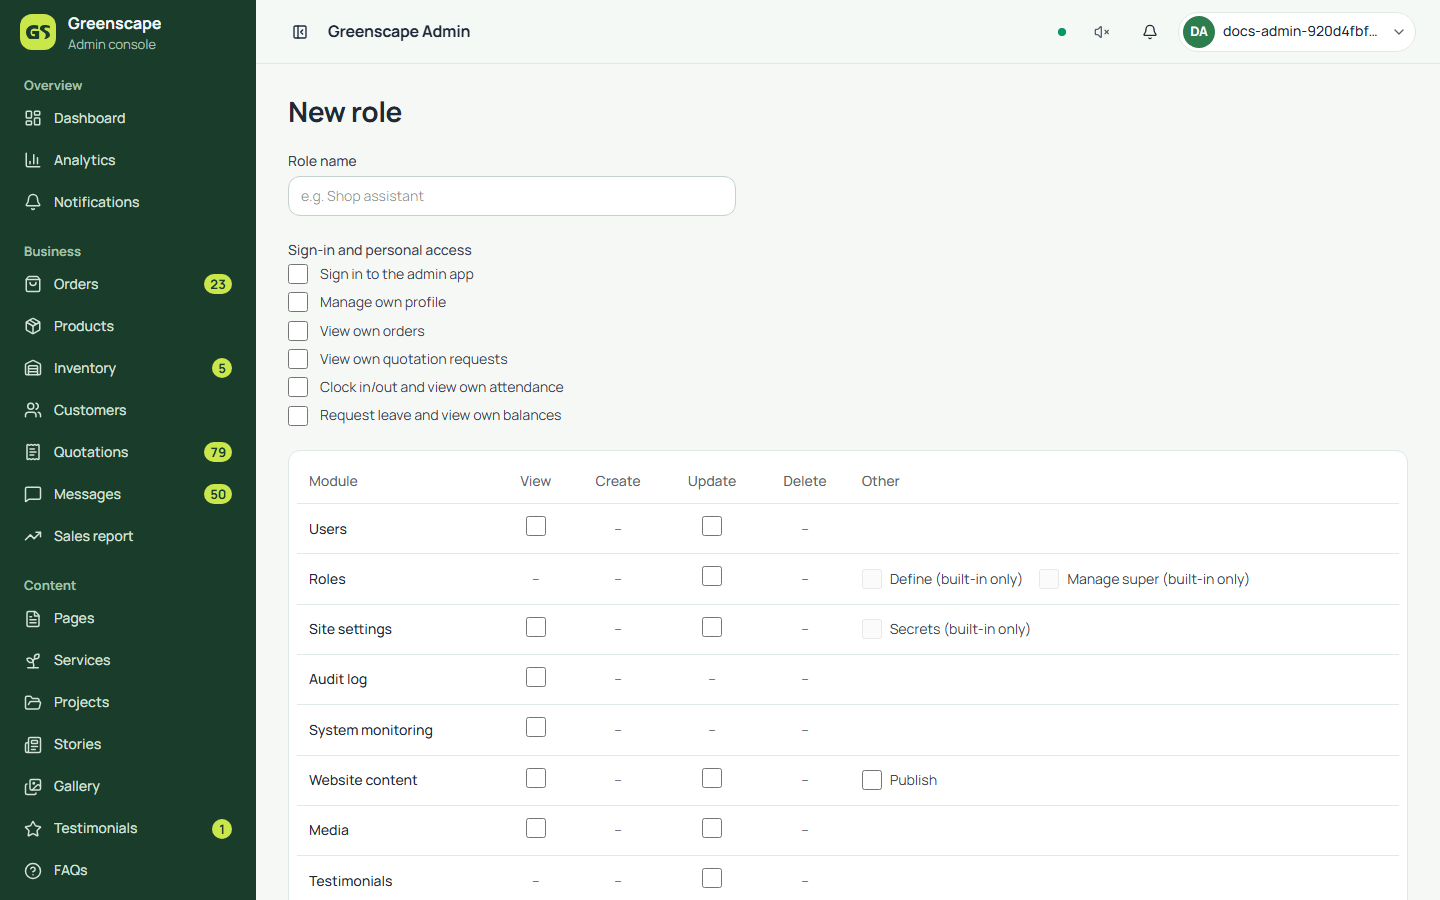 GS
Greenscape
Admin console
Overview
Dashboard
Analytics
Notifications
Business
Orders 23
Products
Inventory 5
Customers
Quotations 79
Messages 50
Sales report
Content
Pages
Services
Projects
Stories
Gallery
Testimonials 1
FAQs
Greenscape Admin
DA docs-admin-920d4fbf...
New role
Role name
e.g. Shop assistant
Sign-in and personal access
Sign in to the admin app
Manage own profile
View own orders
View own quotation requests
Clock in/out and view own attendance
Request leave and view own balances
Module View Create Update Delete Other
Users – –
Roles – – – Define (built-in only) Manage super (built-in only)
Site settings – – Secrets (built-in only)
Audit log – – –
System monitoring – – –
Website content – – Publish
Media – –
Testimonials – – –